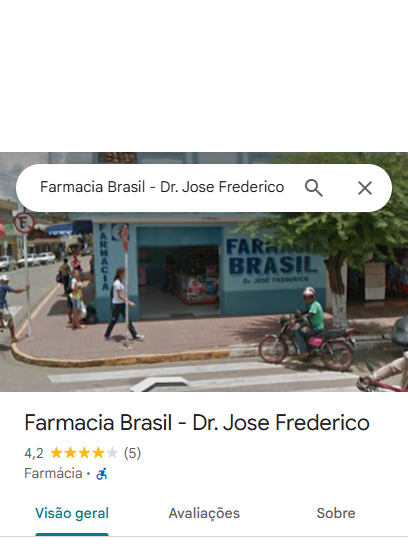 Farmacia Brasil - Dr. Jose Frederico
E
FARMACIA
FARMACIA
BRASIL
Dr. JOSÉ FREDERICO
Farmacia Brasil - Dr. Jose Frederico
4,2 (5)
Farmácia ·
Visão geral Avaliações Sobre